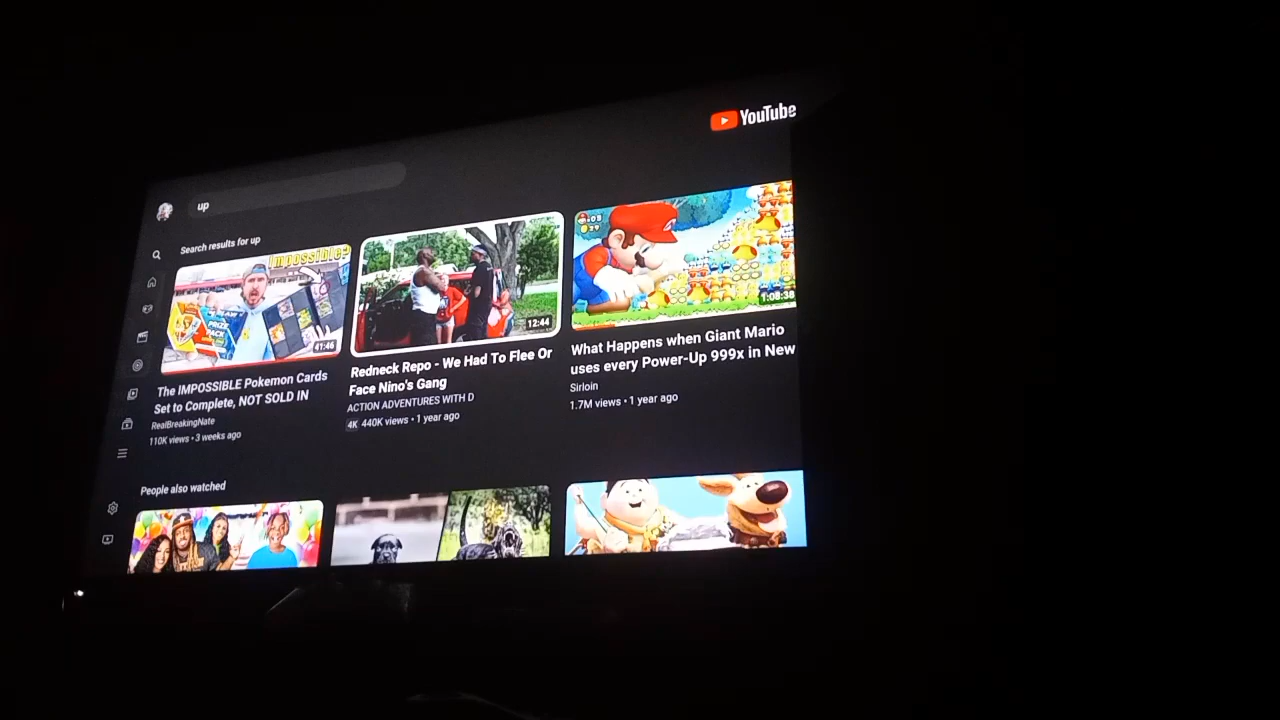 YouTube
up
Search results for up
Impossible?
PRIZE
PACK
41:46
12:44
1:08:38
The IMPOSSIBLE Pokemon Cards
Set to Complete, NOT SOLD IN
RealBreakingNate
110K views • 3 weeks ago
Redneck Repo - We Had To Flee Or
Face Nino's Gang
ACTION ADVENTURES WITH D
4K 440K views • 1 year ago
What Happens when Giant Mario
uses every Power-Up 999x in New
Sirloin
1.7M views • 1 year ago
People also watched